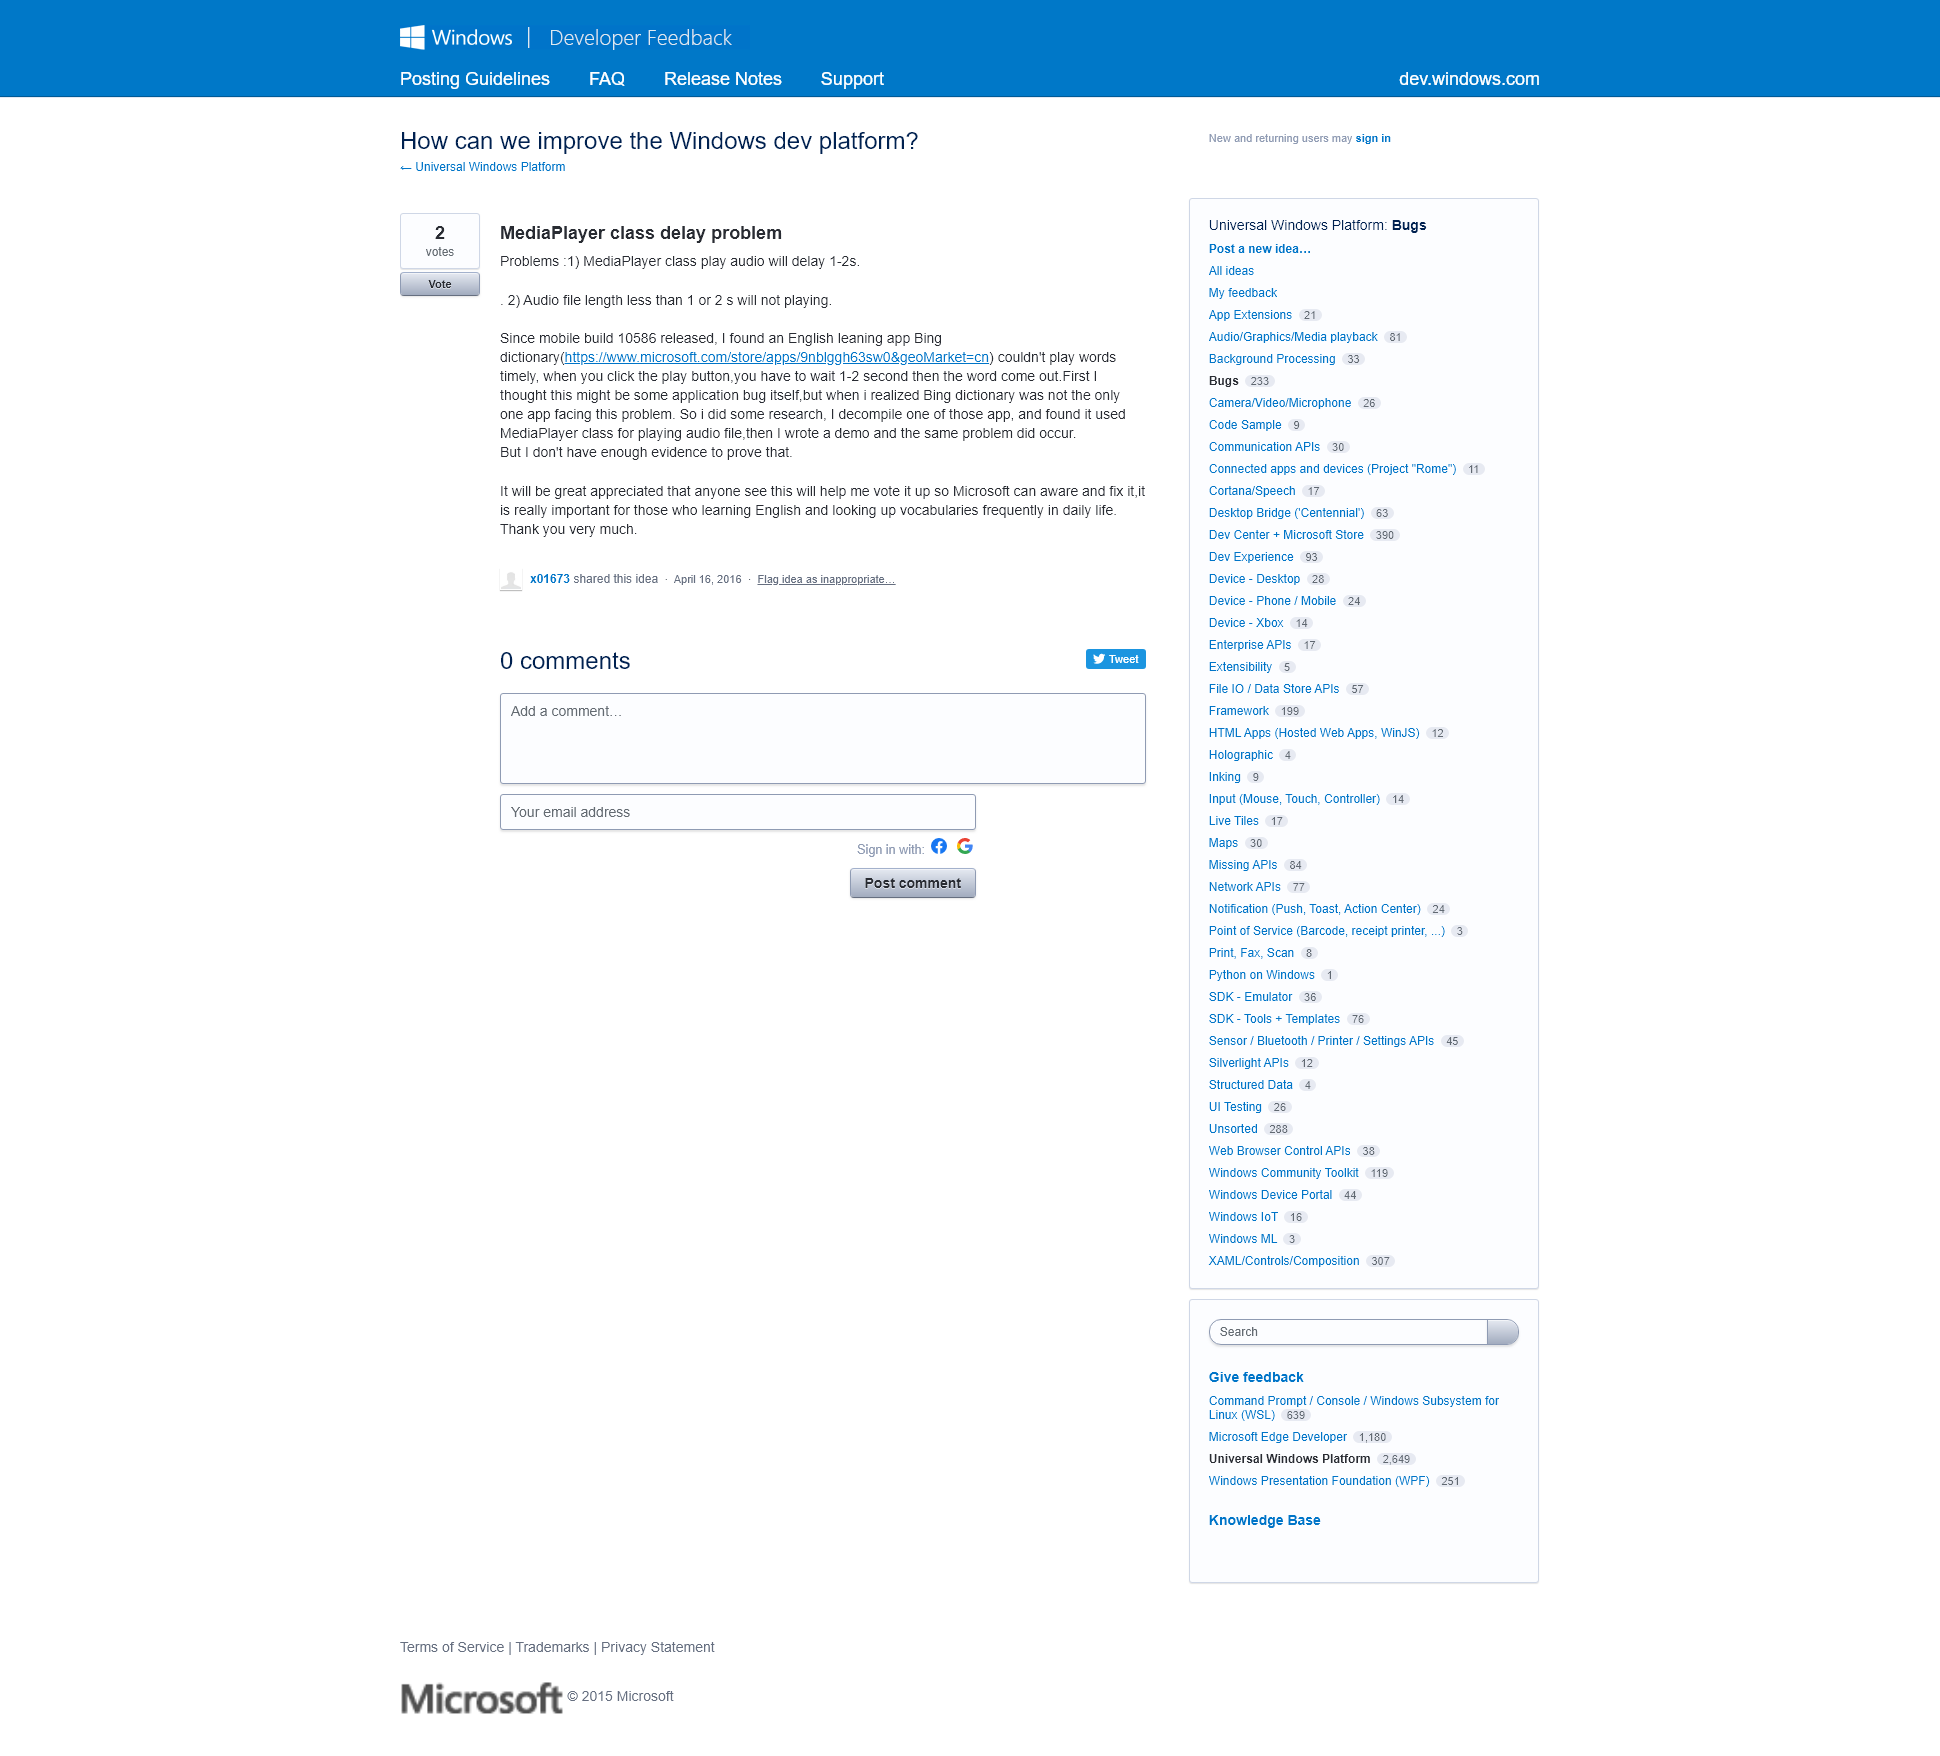 Windows | Developer Feedback
Posting Guidelines FAQ Release Notes Support dev.windows.com
How can we improve the Windows dev platform?
← Universal Windows Platform
New and returning users may sign in
2
votes
Vote
MediaPlayer class delay problem
Problems :1) MediaPlayer class play audio will delay 1-2s.
. 2) Audio file length less than 1 or 2 s will not playing.
Since mobile build 10586 released, I found an English leaning app Bing
dictionary(https://www.microsoft.com/store/apps/9nblggh63sw0&geoMarket=cn) couldn't play words
timely, when you click the play button,you have to wait 1-2 second then the word come out.First I
thought this might be some application bug itself,but when i realized Bing dictionary was not the only
one app facing this problem. So i did some research, I decompile one of those app, and found it used
MediaPlayer class for playing audio file,then I wrote a demo and the same problem did occur.
But I don't have enough evidence to prove that.
It will be great appreciated that anyone see this will help me vote it up so Microsoft can aware and fix it,it
is really important for those who learning English and looking up vocabularies frequently in daily life.
Thank you very much.
x01673 shared this idea · April 16, 2016 · Flag idea as inappropriate…
0 comments
Tweet
Add a comment…
Your email address
Sign in with:
Post comment
Universal Windows Platform: Bugs
Post a new idea…
All ideas
My feedback
App Extensions 21
Audio/Graphics/Media playback 81
Background Processing 33
Bugs 233
Camera/Video/Microphone 26
Code Sample 9
Communication APIs 30
Connected apps and devices (Project "Rome") 11
Cortana/Speech 17
Desktop Bridge ('Centennial') 63
Dev Center + Microsoft Store 390
Dev Experience 93
Device - Desktop 28
Device - Phone / Mobile 24
Device - Xbox 14
Enterprise APIs 17
Extensibility 5
File IO / Data Store APIs 57
Framework 199
HTML Apps (Hosted Web Apps, WinJS) 12
Holographic 4
Inking 9
Input (Mouse, Touch, Controller) 14
Live Tiles 17
Maps 30
Missing APIs 84
Network APIs 77
Notification (Push, Toast, Action Center) 24
Point of Service (Barcode, receipt printer, ...) 3
Print, Fax, Scan 8
Python on Windows 1
SDK - Emulator 36
SDK - Tools + Templates 76
Sensor / Bluetooth / Printer / Settings APIs 45
Silverlight APIs 12
Structured Data 4
UI Testing 26
Unsorted 288
Web Browser Control APIs 38
Windows Community Toolkit 119
Windows Device Portal 44
Windows IoT 16
Windows ML 3
XAML/Controls/Composition 307
Search
Give feedback
Command Prompt / Console / Windows Subsystem for
Linux (WSL) 639
Microsoft Edge Developer 1,180
Universal Windows Platform 2,649
Windows Presentation Foundation (WPF) 251
Knowledge Base
Terms of Service | Trademarks | Privacy Statement
Microsoft © 2015 Microsoft